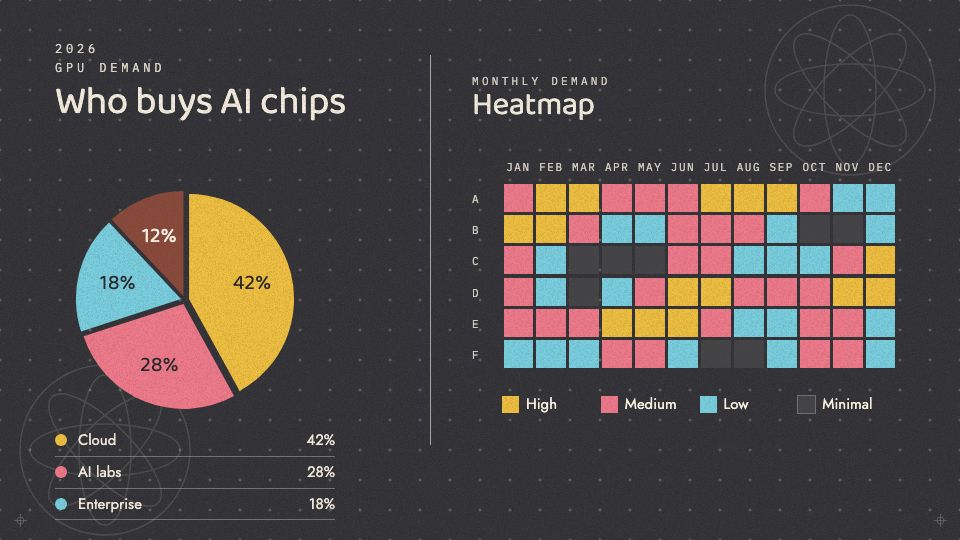 2026
GPU DEMAND
Who buys AI chips
12%
18%
42%
28%
Cloud 42%
AI labs 28%
Enterprise 18%
MONTHLY DEMAND
Heatmap
JAN FEB MAR APR MAY JUN JUL AUG SEP OCT NOV DEC
A
B
C
D
E
F
High Medium Low Minimal